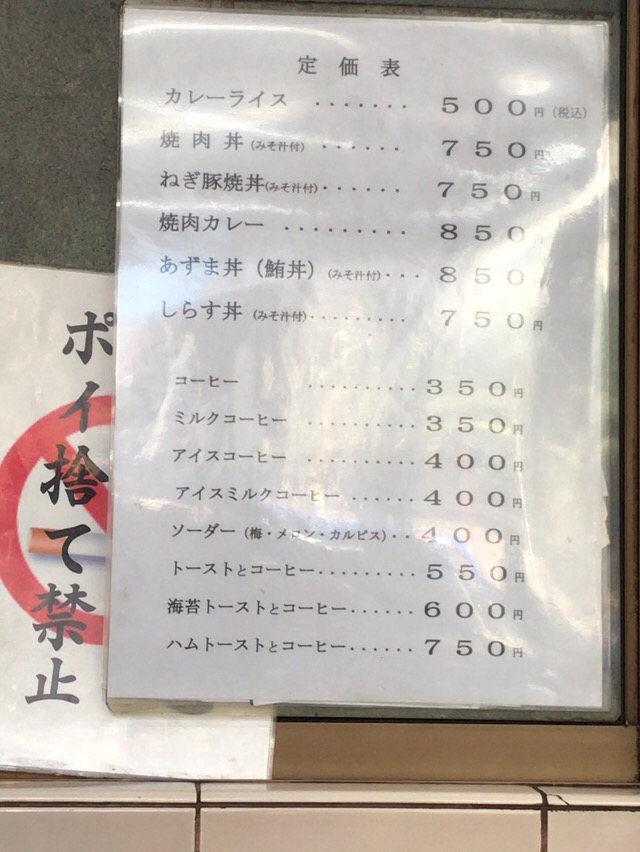 定価表
カレーライス ・・・・・・・ 500円(税込)
焼肉丼(みそ汁付) ・・・・・・ 750円
ねぎ豚焼丼(みそ汁付)・・・・・・ 750円
焼肉カレー ・・・・・・・・・ 850円
あずま丼(鮪丼)(みそ汁付)・・・ 850円
しらす丼(みそ汁付)・・・・・・・・ 750円
コーヒー ・・・・・・・・・・350円
ミルクコーヒー ・・・・・・・・・・350円
アイスコーヒー ・・・・・・・・・・400円
アイスミルクコーヒー ・・・・・・400円
ソーダー(梅・メロン・カルピス)・・400円
トーストとコーヒー・・・・・・・・・550円
海苔トーストとコーヒー・・・・・・600円
ハムトーストとコーヒー・・・・・・750円
ポイ捨て禁止